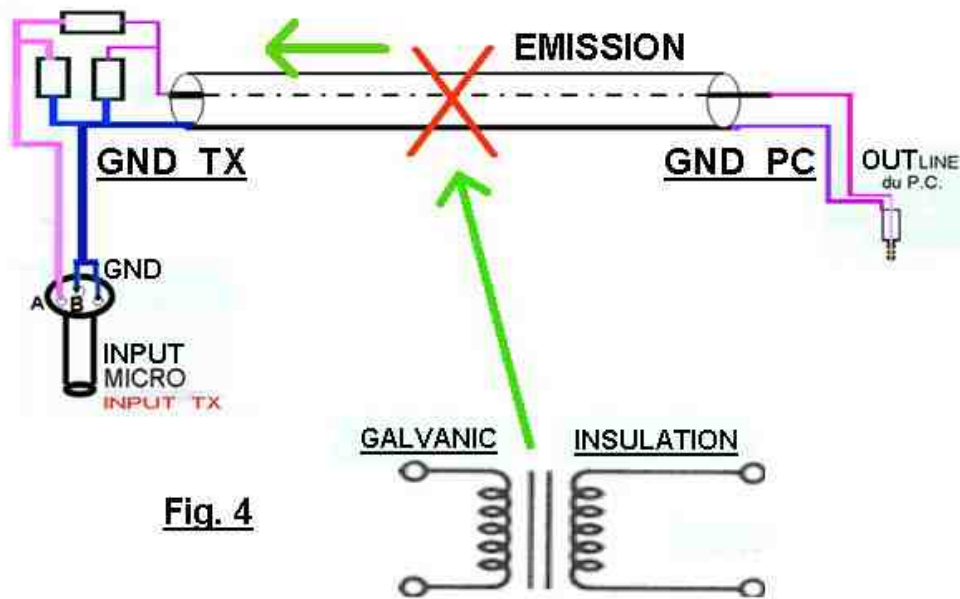 EMISSION
GND TX
GND PC
OUTLINE
du P.C.
GND
A
B
INPUT
MICRO
INPUT TX
GALVANIC
INSULATION
Fig. 4